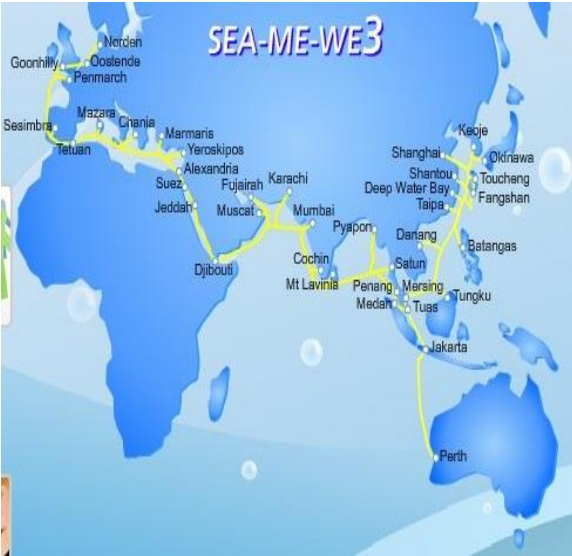 SEA-ME-WE3
Norden
Goonhilly
Oostende
Penmarch
Mazara
Chania
Sesimbra
Marmaris
Tetuan
Yeroskipos
Alexandria
Suez
Fujairah
Karachi
Jeddah
Muscat
Mumbai
Djibouti
Cochin
Mt Lavinia
Pyapon
Keoje
Shanghai
Okinawa
Shantou
Toucheng
Deep Water Bay
Fangshan
Taipa
Danang
Batangas
Satun
Penang
Mersing
Tungku
Medan
Tuas
Jakarta
Perth